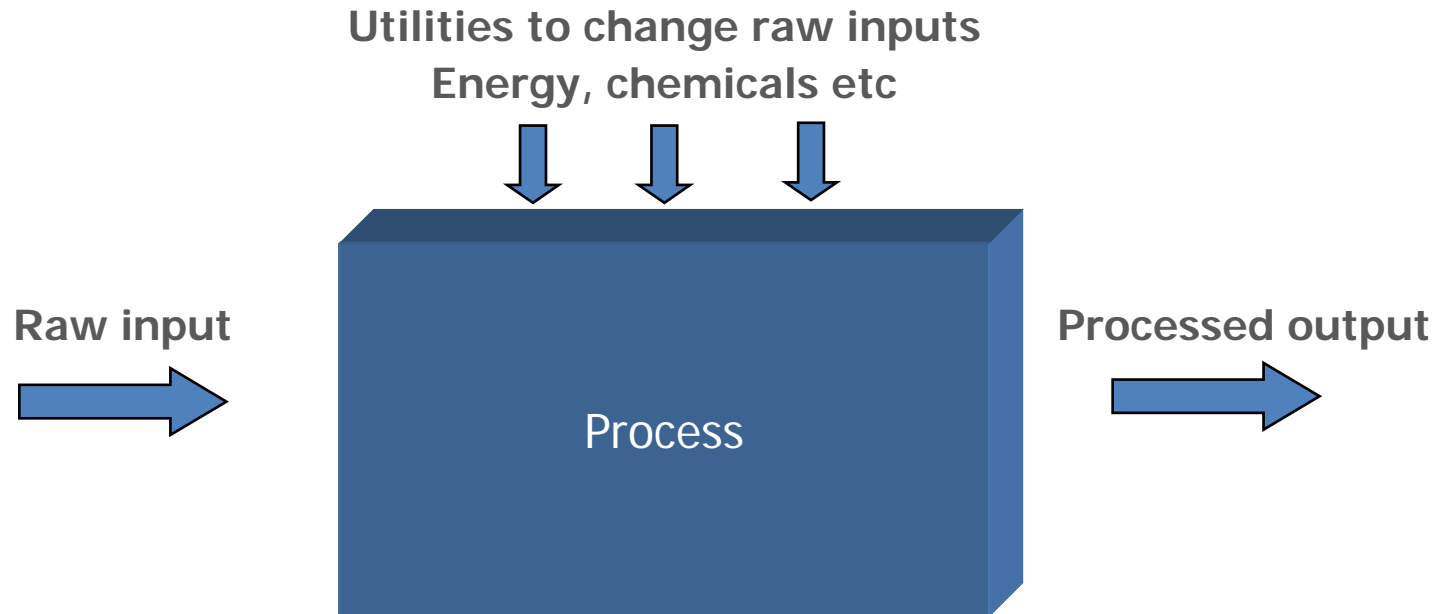 Utilities to change raw inputs
Energy, chemicals etc
Raw input
Processed output
Process